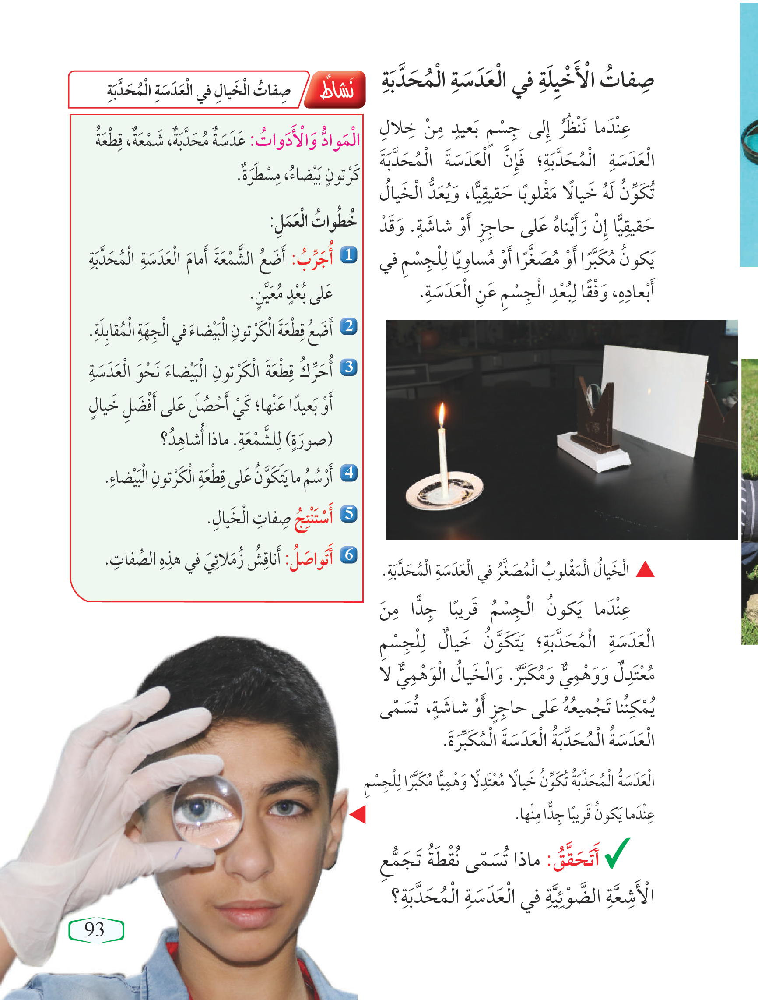 صِفاتُ الْأَخْيِلَةِ في الْعَدَسَةِ الْمُحَدَّبَةِ
عِنْدَما نَنْظُرُ إِلى جِسْمٍ بَعيدٍ مِنْ خِلالِ
الْعَدَسَةِ الْمُحَدَّبَةِ؛ فَإِنَّ الْعَدَسَةَ الْمُحَدَّبَةَ
تُكَوِّنُ لَهُ خَيالًا مَقْلوبًا حَقيقِيًّا، وَيُعَدُّ الْخَيالُ
حَقيقِيًّا إِنْ رَأَيْناهُ عَلى حاجِزٍ أَوْ شاشَةٍ. وَقَدْ
يَكونُ مُكَبَّرًا أَوْ مُصَغَّرًا أَوْ مُساوِيًا لِلْجِسْمِ في
أَبْعادِهِ، وَفْقًا لِبُعْدِ الْجِسْمِ عَنِ الْعَدَسَةِ.
الْخَيالُ الْمَقْلوبُ الْمُصَغَّرُ في الْعَدَسَةِ الْمُحَدَّبَةِ.
عِنْدَما يَكونُ الْجِسْمُ قَريبًا جِدًّا مِنَ
الْعَدَسَةِ الْمُحَدَّبَةِ؛ يَتَكَوَّنُ خَيالٌ لِلْجِسْمِ
مُعْتَدِلٌ وَوَهْمِيٌّ وَمُكَبَّرٌ. وَالْخَيالُ الْوَهْمِيُّ لا
يُمْكِنُنا تَجْميعُهُ عَلى حاجِزٍ أَوْ شاشَةٍ، تُسَمّى
الْعَدَسَةُ الْمُحَدَّبَةُ الْعَدَسَةَ الْمُكَبِّرَةَ.
الْعَدَسَةُ الْمُحَدَّبَةُ تُكَوِّنُ خَيالًا مُعْتَدِلًا وَهْمِيًّا مُكَبَّرًا لِلْجِسْمِ
عِنْدَما يَكونُ قَريبًا جِدًّا مِنْها.
أَتَحَقَّقُ: ماذا تُسَمّى نُقْطَةُ تَجَمُّعِ
الْأَشِعَّةِ الضَّوْئِيَّةِ في الْعَدَسَةِ الْمُحَدَّبَةِ؟
نَشاطٌ
صِفاتُ الْخَيالِ في الْعَدَسَةِ الْمُحَدَّبَةِ
الْمَوادُّ وَالْأَدَواتُ: عَدَسَةٌ مُحَدَّبَةٌ، شَمْعَةٌ، قِطْعَةُ
كَرْتونٍ بَيْضاءُ، مِسْطَرَةٌ.
خُطُواتُ الْعَمَلِ:
1 أُجَرِّبُ: أَضَعُ الشَّمْعَةَ أَمامَ الْعَدَسَةِ الْمُحَدَّبَةِ
عَلى بُعْدٍ مُعَيَّنٍ.
2 أَضَعُ قِطْعَةَ الْكَرْتونِ الْبَيْضاءَ في الْجِهَةِ الْمُقابِلَةِ.
3 أُحَرِّكُ قِطْعَةَ الْكَرْتونِ الْبَيْضاءَ نَحْوَ الْعَدَسَةِ
أَوْ بَعيدًا عَنْها؛ كَيْ أَحْصُلَ عَلى أَفْضَلِ خَيالٍ
(صورَةٍ) لِلشَّمْعَةِ. ماذا أُشاهِدُ؟
4 أَرْسُمُ ما يَتَكَوَّنُ عَلى قِطْعَةِ الْكَرْتونِ الْبَيْضاءِ.
5 أَسْتَنْتِجُ صِفاتِ الْخَيالِ.
6 أَتَواصَلُ: أُناقِشُ زُمَلائِيَ في هذِهِ الصِّفاتِ.
93